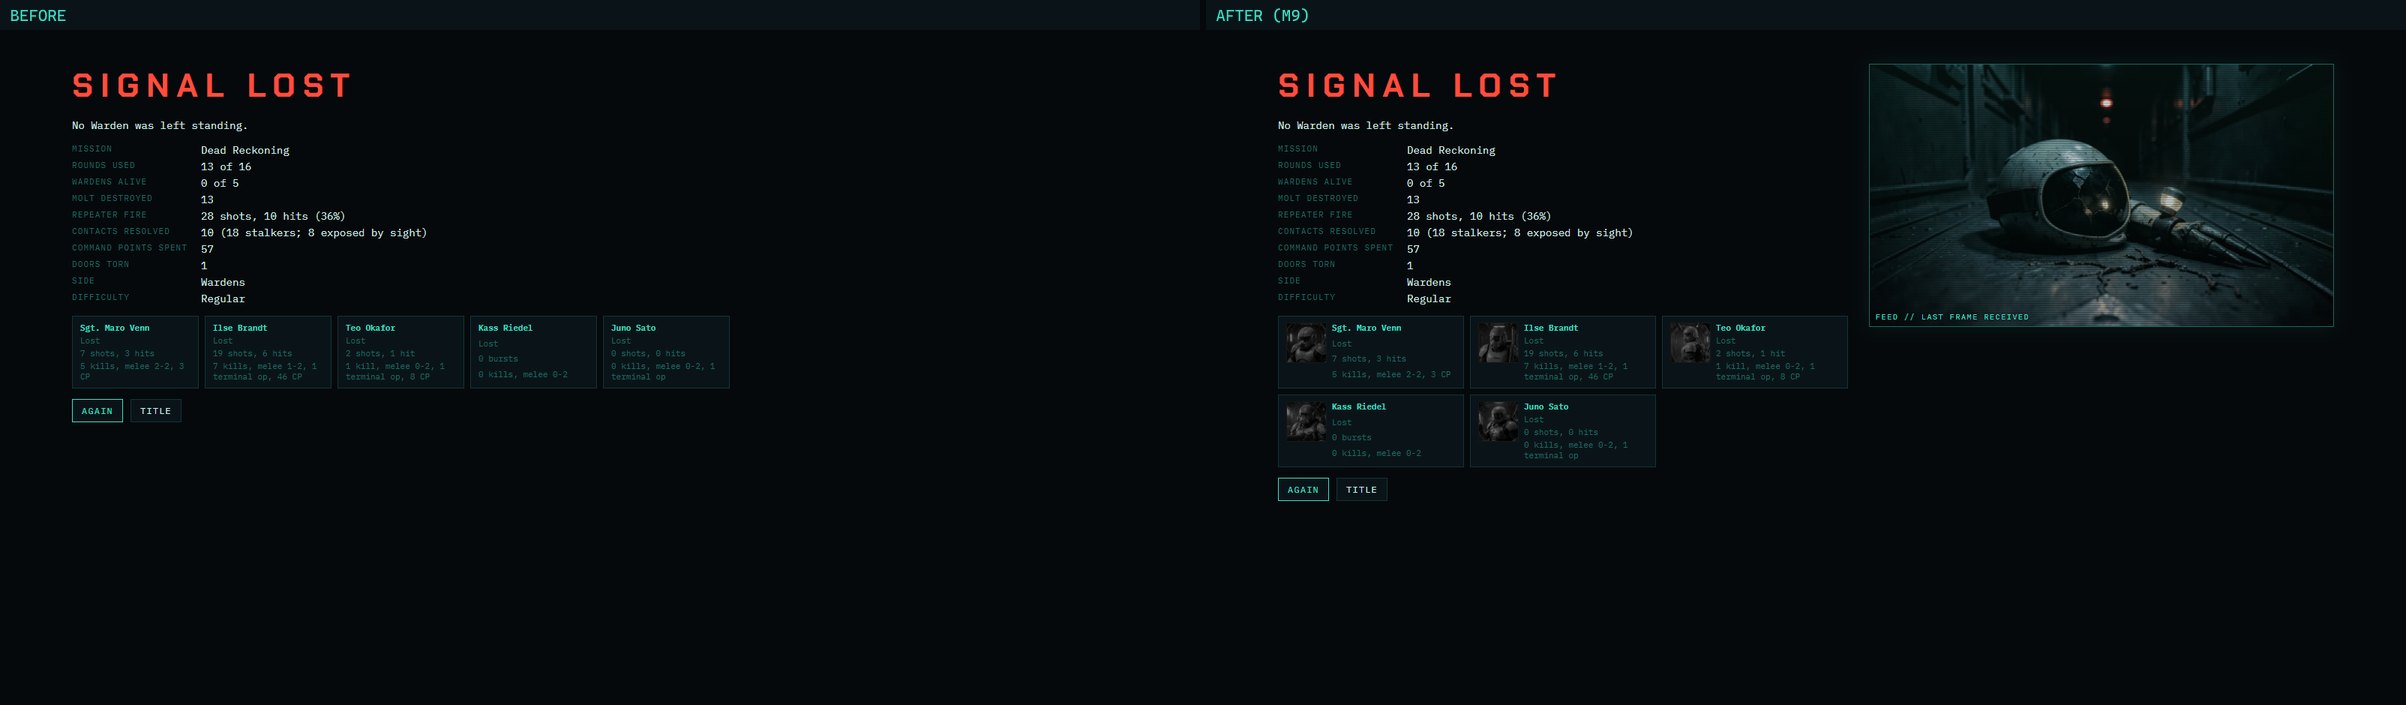 BEFORE
SIGNAL LOST
No Warden was left standing.
MISSION Dead Reckoning
ROUNDS USED 13 of 16
WARDENS ALIVE 0 of 5
MOLT DESTROYED 13
REPEATER FIRE 28 shots, 10 hits (36%)
CONTACTS RESOLVED 10 (18 stalkers; 8 exposed by sight)
COMMAND POINTS SPENT 57
DOORS TORN 1
SIDE Wardens
DIFFICULTY Regular
Sgt. Maro Venn
Lost
7 shots, 3 hits
5 kills, melee 2-2, 3
CP
Ilse Brandt
Lost
19 shots, 6 hits
7 kills, melee 1-2, 1
terminal op, 46 CP
Teo Okafor
Lost
2 shots, 1 hit
1 kill, melee 0-2, 1
terminal op, 8 CP
Kass Riedel
Lost
0 bursts
0 kills, melee 0-2
Juno Sato
Lost
0 shots, 0 hits
0 kills, melee 0-2, 1
terminal op
AGAIN TITLE
AFTER (M9)
SIGNAL LOST
No Warden was left standing.
MISSION Dead Reckoning
ROUNDS USED 13 of 16
WARDENS ALIVE 0 of 5
MOLT DESTROYED 13
REPEATER FIRE 28 shots, 10 hits (36%)
CONTACTS RESOLVED 10 (18 stalkers; 8 exposed by sight)
COMMAND POINTS SPENT 57
DOORS TORN 1
SIDE Wardens
DIFFICULTY Regular
FEED // LAST FRAME RECEIVED
Sgt. Maro Venn
Lost
7 shots, 3 hits
5 kills, melee 2-2, 3 CP
Ilse Brandt
Lost
19 shots, 6 hits
7 kills, melee 1-2, 1
terminal op, 46 CP
Teo Okafor
Lost
2 shots, 1 hit
1 kill, melee 0-2, 1
terminal op, 8 CP
Kass Riedel
Lost
0 bursts
0 kills, melee 0-2
Juno Sato
Lost
0 shots, 0 hits
0 kills, melee 0-2, 1
terminal op
AGAIN TITLE